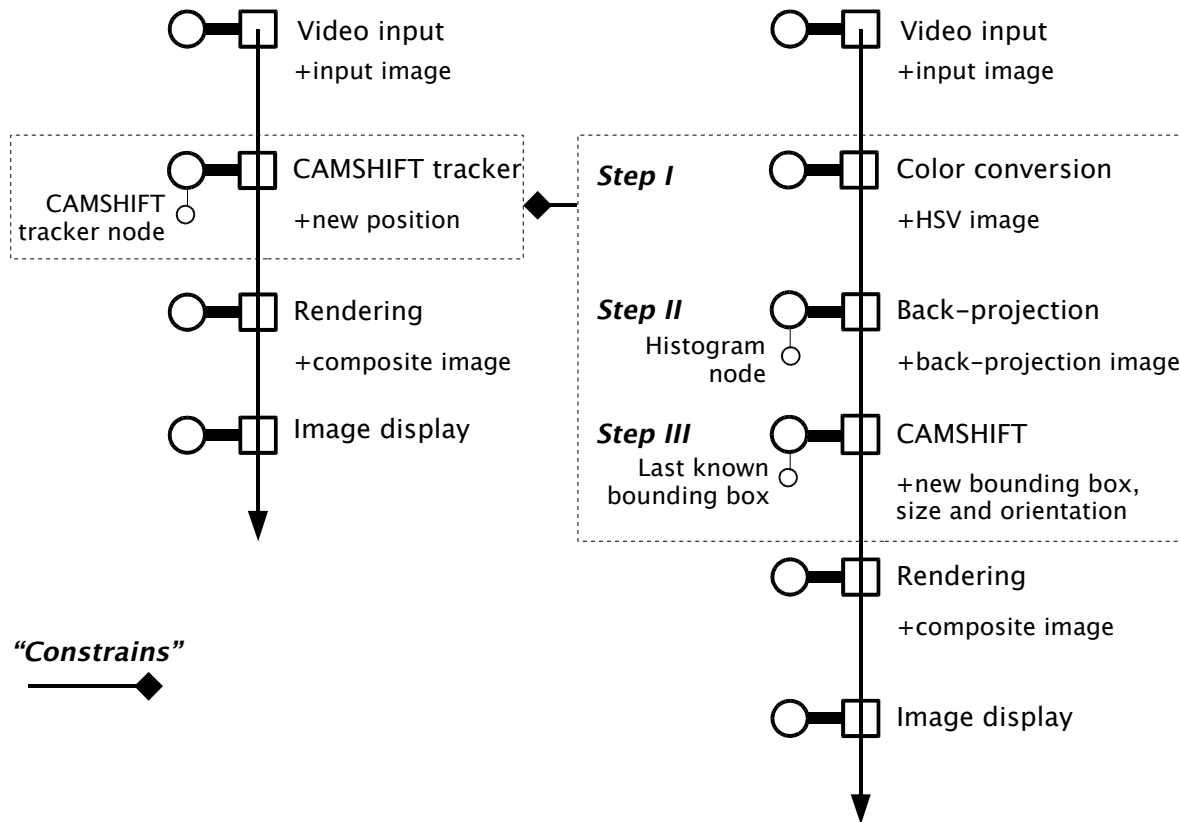 Video input
+input image
CAMSHIFT tracker
CAMSHIFT
tracker node
+new position
Rendering
+composite image
Image display
“Constrains”
Video input
+input image
Step I
Color conversion
+HSV image
Step II
Back-projection
Histogram
node
+back-projection image
Step III
CAMSHIFT
Last known
bounding box
+new bounding box,
size and orientation
Rendering
+composite image
Image display